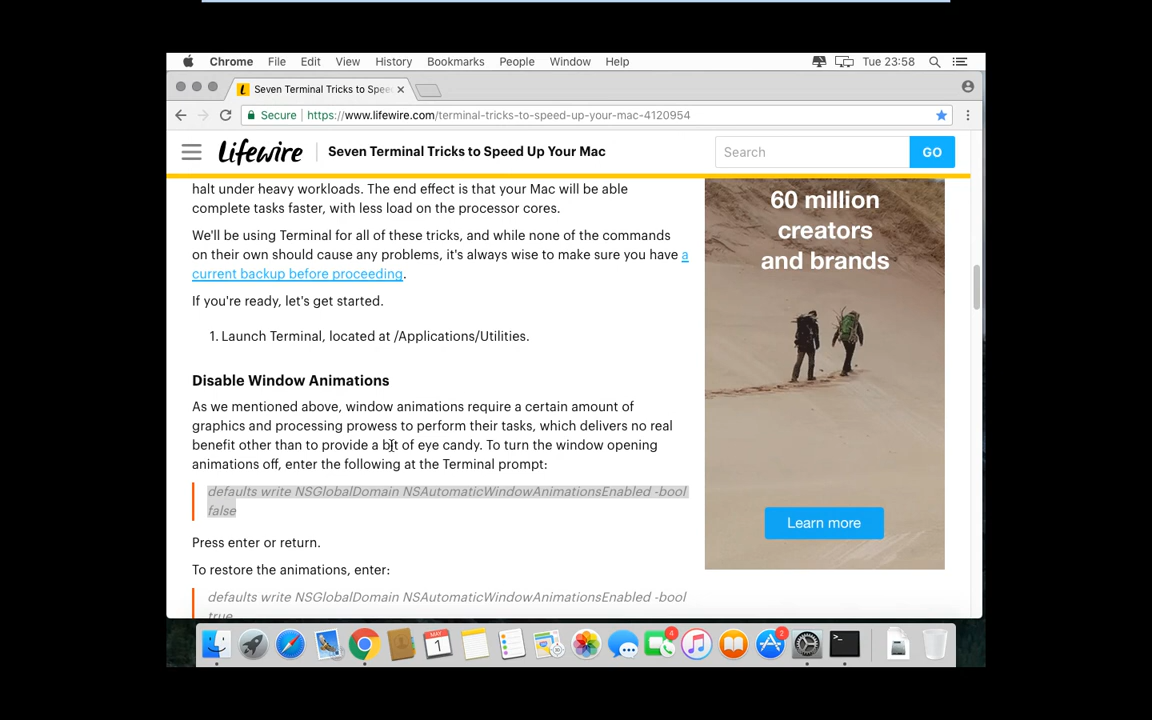 Chrome File Edit View History Bookmarks People Window Help Tue 23:58
Seven Terminal Tricks to Spee
Secure https://www.lifewire.com/terminal-tricks-to-speed-up-your-mac-4120954
Lifewire Seven Terminal Tricks to Speed Up Your Mac Search GO
halt under heavy workloads. The end effect is that your Mac will be able
complete tasks faster, with less load on the processor cores.
We'll be using Terminal for all of these tricks, and while none of the commands
on their own should cause any problems, it's always wise to make sure you have a
current backup before proceeding.
If you're ready, let's get started.
1. Launch Terminal, located at /Applications/Utilities.
Disable Window Animations
As we mentioned above, window animations require a certain amount of
graphics and processing prowess to perform their tasks, which delivers no real
benefit other than to provide a bit of eye candy. To turn the window opening
animations off, enter the following at the Terminal prompt:
defaults write NSGlobalDomain NSAutomaticWindowAnimationsEnabled -bool
false
Press enter or return.
To restore the animations, enter:
defaults write NSGlobalDomain NSAutomaticWindowAnimationsEnabled -bool
true
60 million
creators
and brands
Learn more
MAY
1
4
2